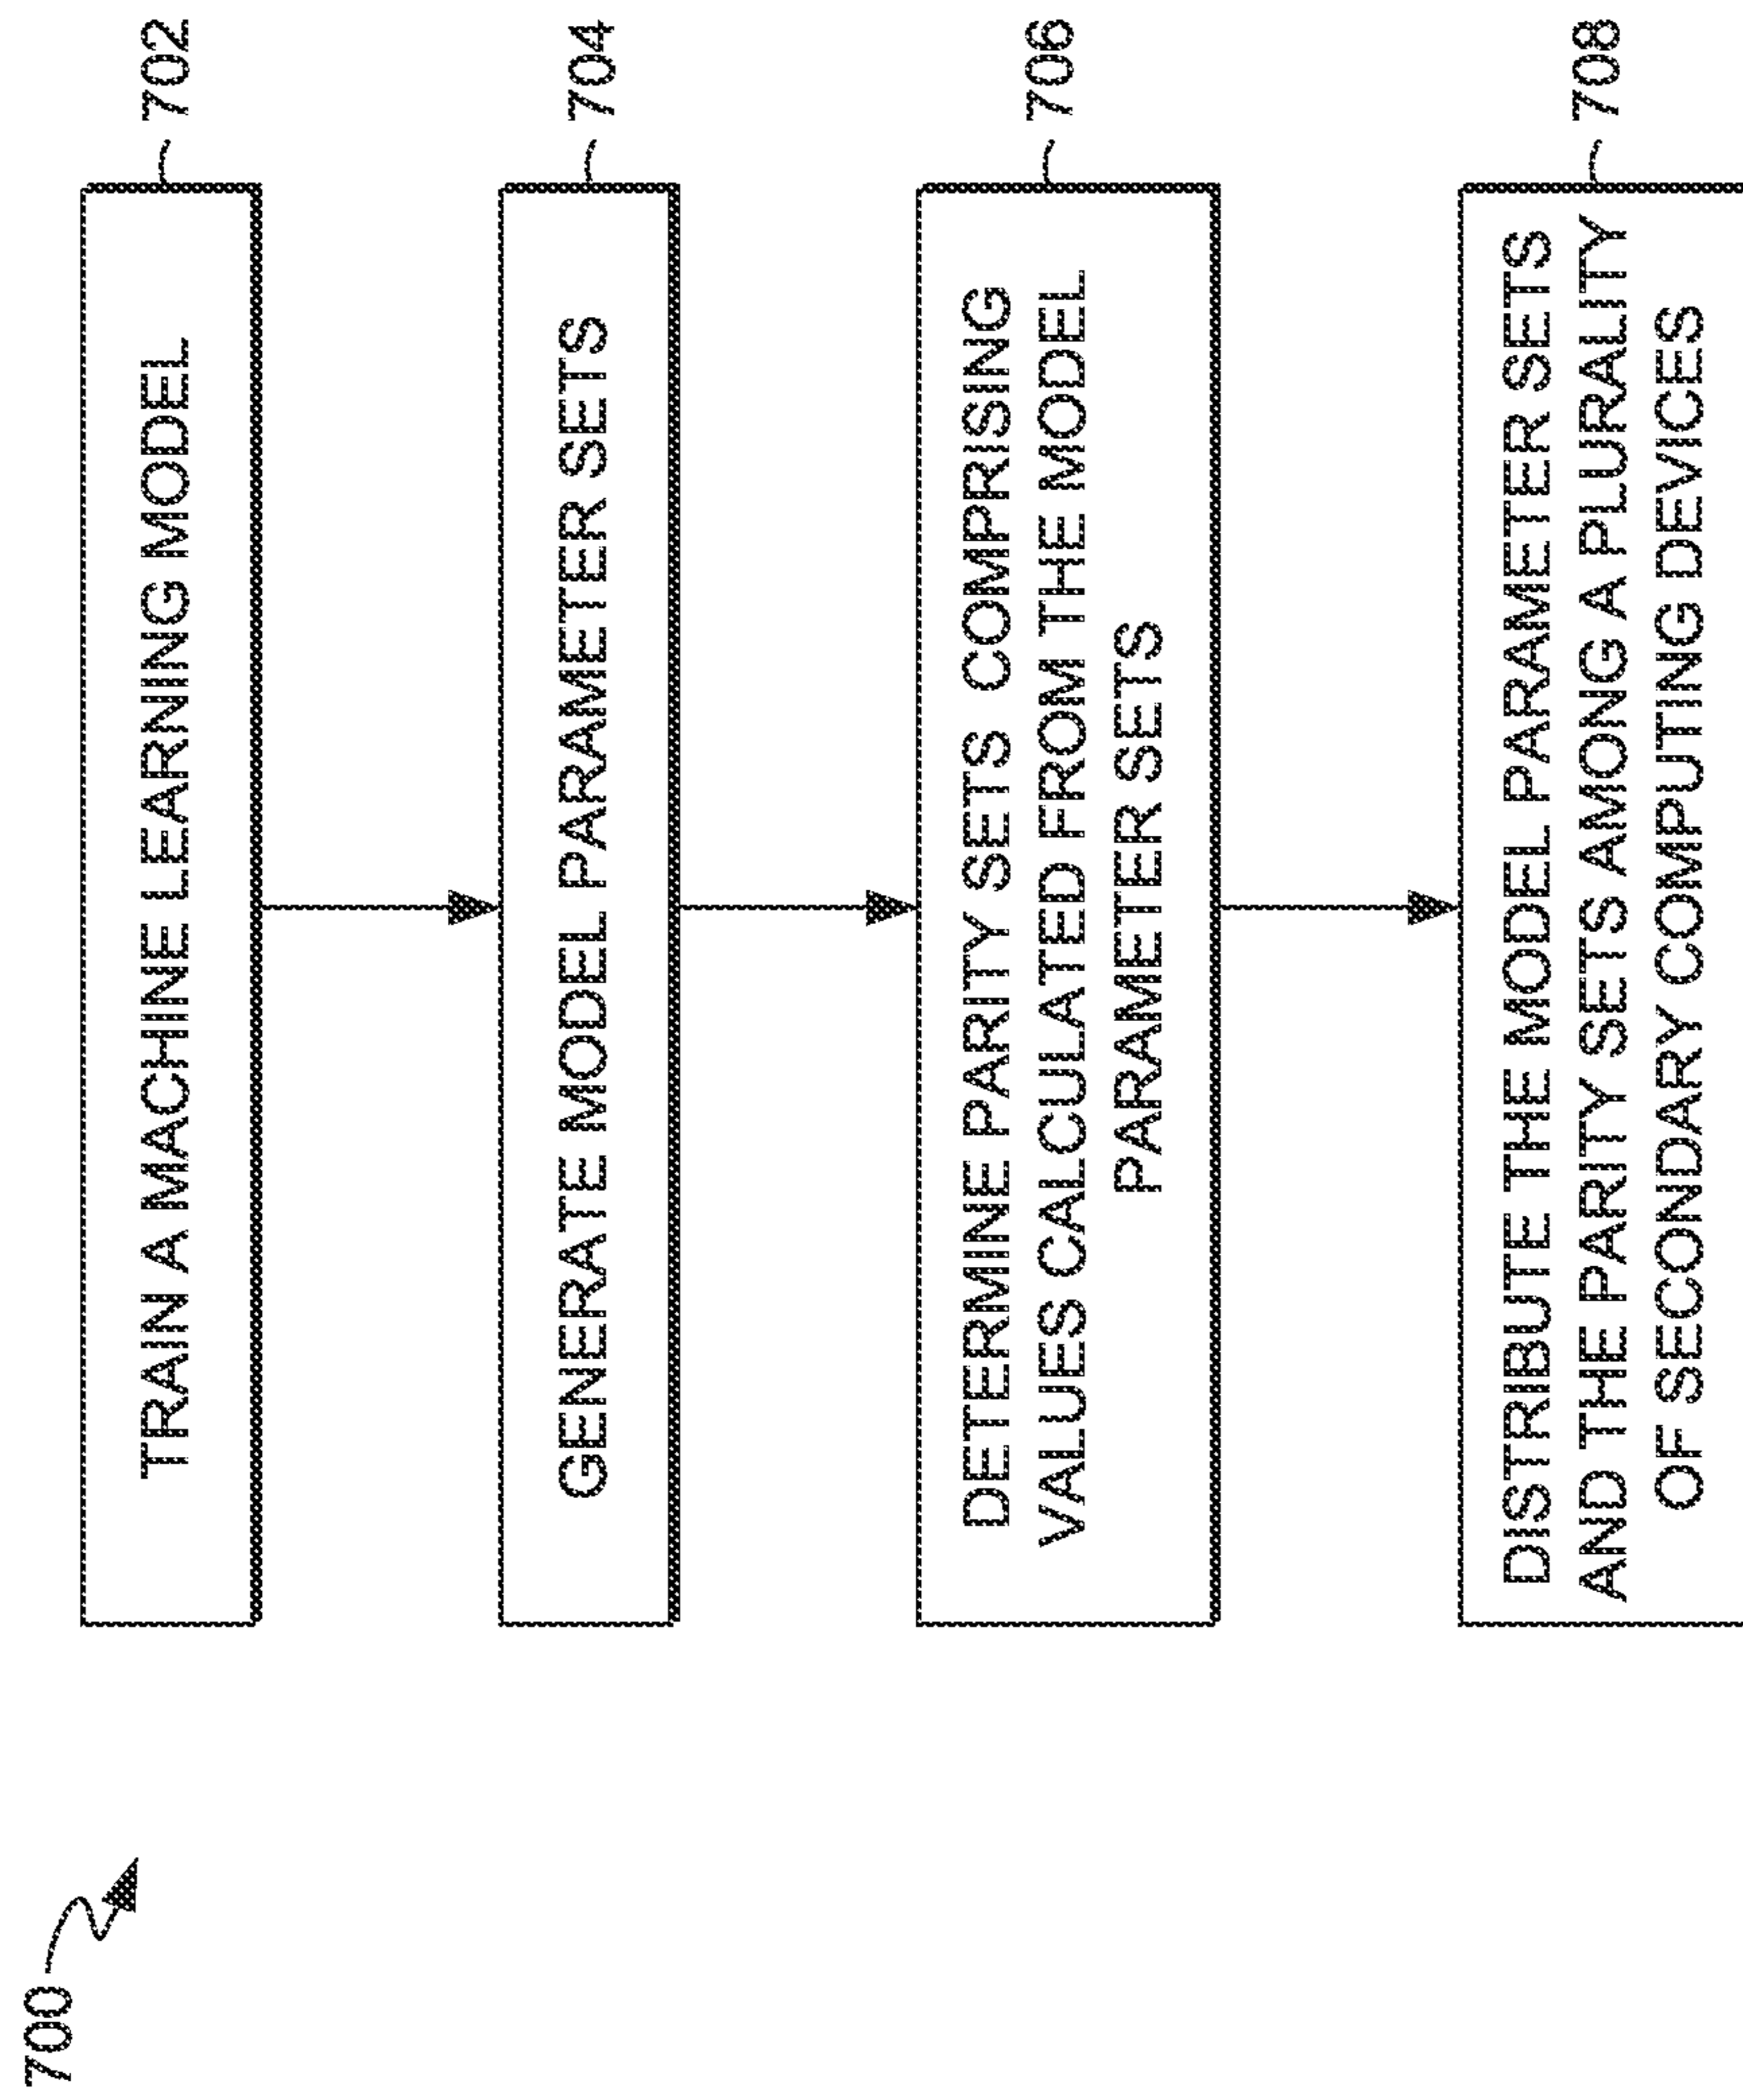 700
TRAIN A MACHINE LEARNING MODEL
702
GENERATE MODEL PARAMETER SETS
704
DETERMINE PARITY SETS COMPRISING
VALUES CALCULATED FROM THE MODEL
PARAMETER SETS
706
DISTRIBUTE THE MODEL PARAMETER SETS
AND THE PARITY SETS AMONG A PLURALITY
OF SECONDARY COMPUTING DEVICES
708